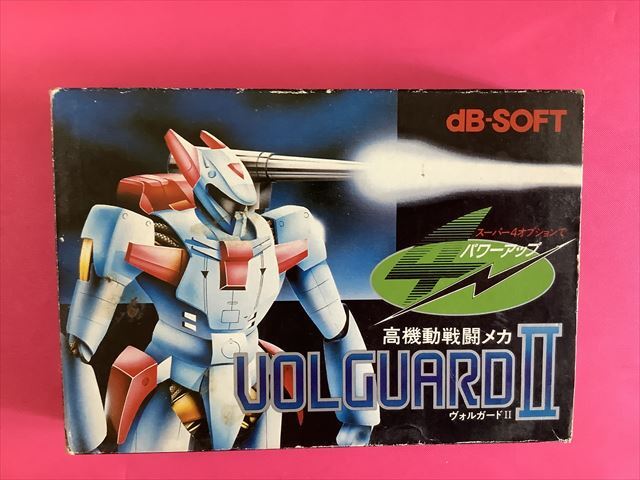 dB-SOFT
スーパー4オプションで
パワーアップ
4
高機動戦闘メカ
VOLGUARD II
ヴォルガードII